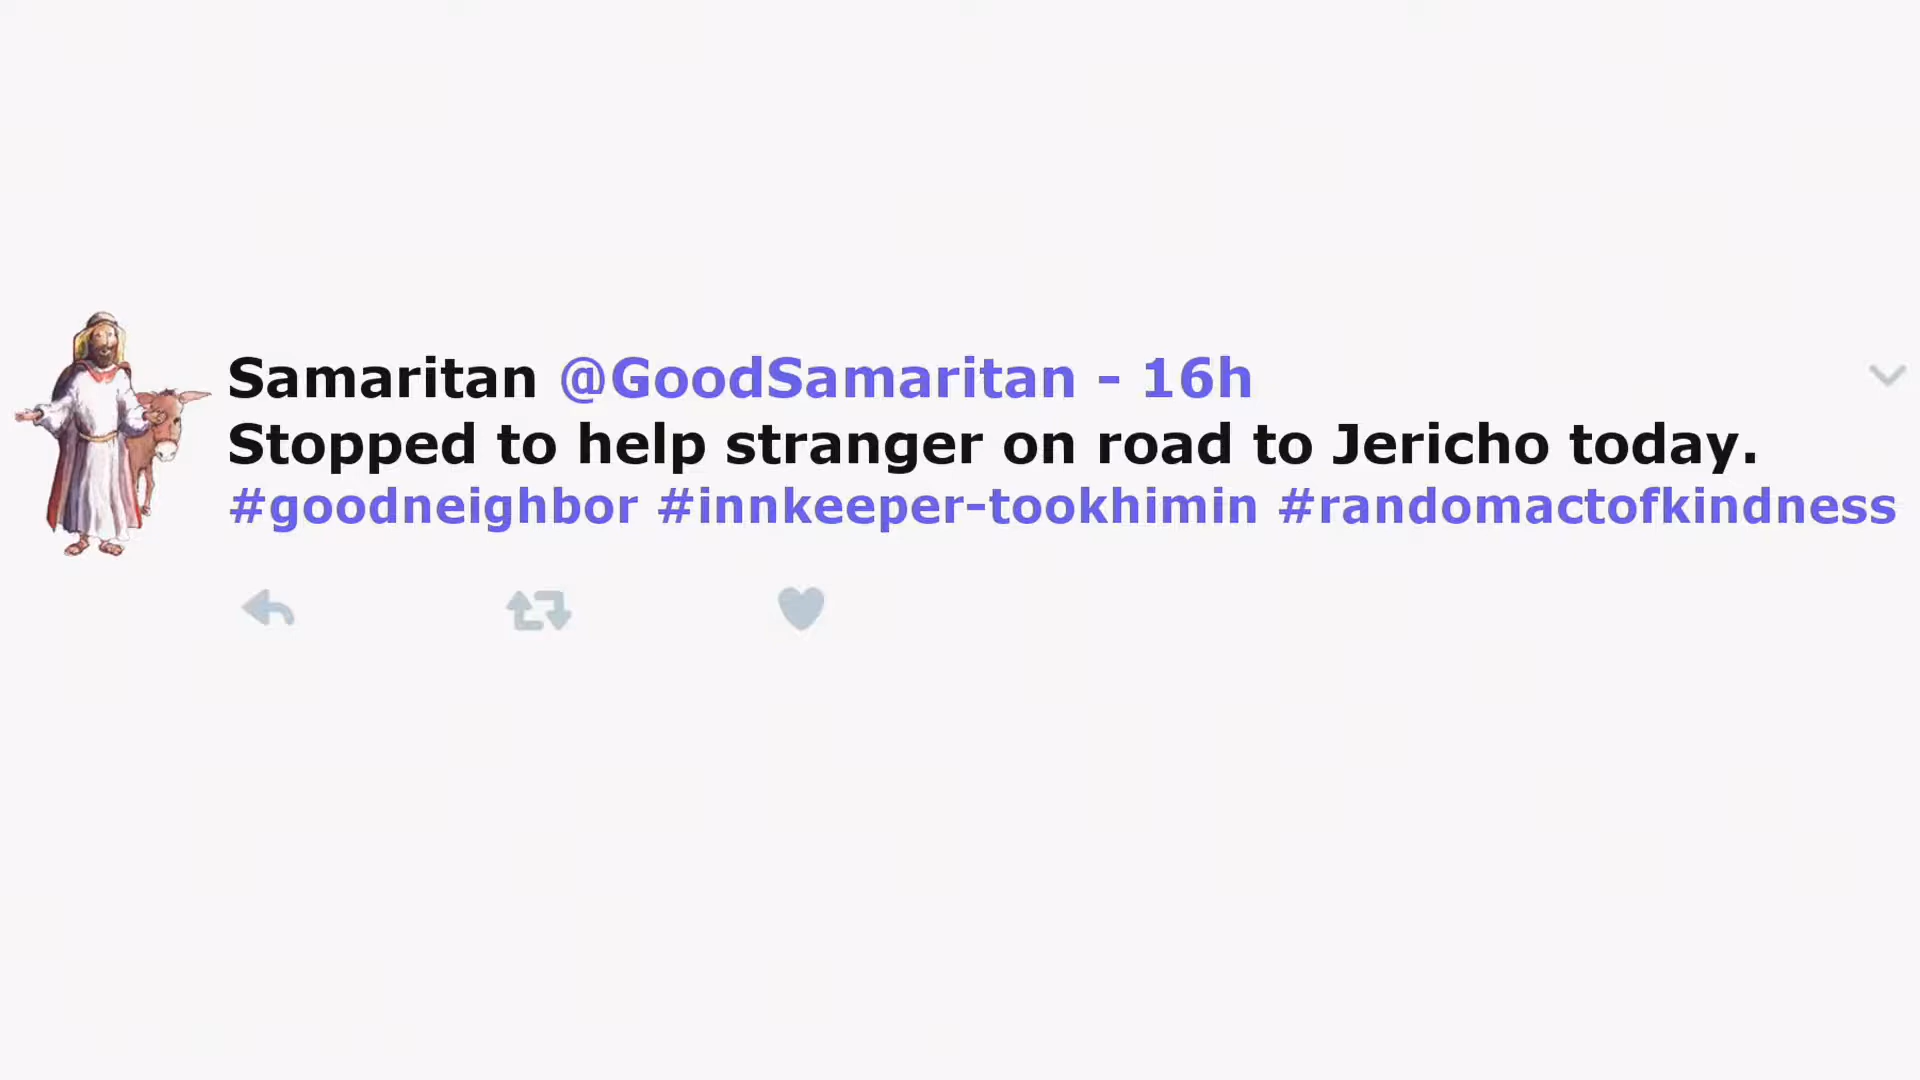 Samaritan @GoodSamaritan - 16h
Stopped to help stranger on road to Jericho today.
#goodneighbor #innkeeper-tookhimin #randomactofkindness